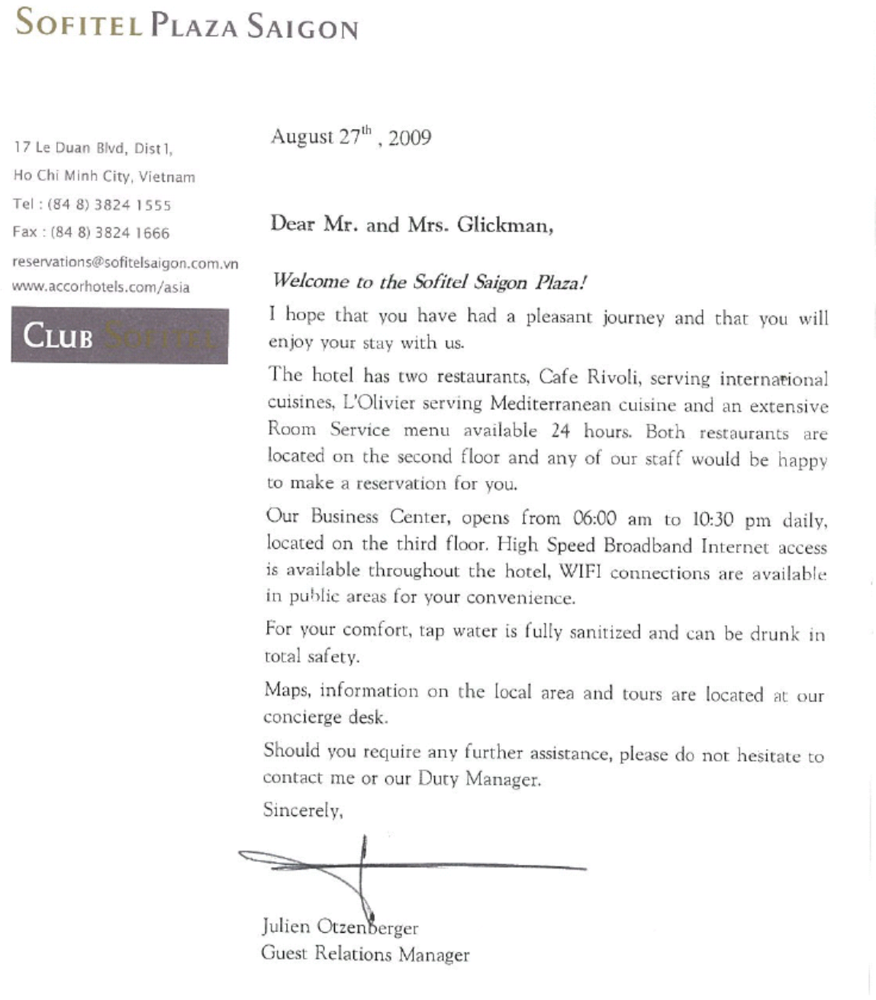 SOFITEL PLAZA SAIGON
17 Le Duan Blvd, Dist1,
Ho Chi Minh City, Vietnam
Tel : (84 8) 3824 1555
Fax : (84 8) 3824 1666
reservations@sofitelsaigon.com.vn
www.accorhotels.com/asia
CLUB SOFITEL
August 27th , 2009
Dear Mr. and Mrs. Glickman,
Welcome to the Sofitel Saigon Plaza!
I hope that you have had a pleasant journey and that you will
enjoy your stay with us.
The hotel has two restaurants, Cafe Rivoli, serving international
cuisines, L'Olivier serving Mediterranean cuisine and an extensive
Room Service menu available 24 hours. Both restaurants are
located on the second floor and any of our staff would be happy
to make a reservation for you.
Our Business Center, opens from 06:00 am to 10:30 pm daily,
located on the third floor. High Speed Broadband Internet access
is available throughout the hotel, WIFI connections are available
in public areas for your convenience.
For your comfort, tap water is fully sanitized and can be drunk in
total safety.
Maps, information on the local area and tours are located at our
concierge desk.
Should you require any further assistance, please do not hesitate to
contact me or our Duty Manager.
Sincerely,
Julien Otzenberger
Guest Relations Manager